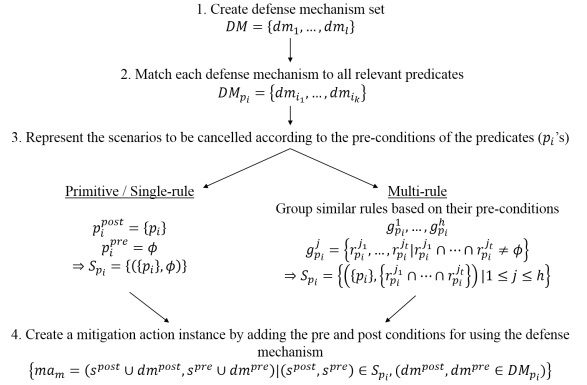 1. Create defense mechanism set
DM = {dm₁, … , dmₗ}
2. Match each defense mechanism to all relevant predicates
DM_{p_i} = {dm_{i_1}, … , dm_{i_k}}
3. Represent the scenarios to be cancelled according to the pre-conditions of the predicates (p_i's)
Primitive / Single-rule
p_i^{post} = {p_i}
p_i^{pre} = ϕ
⇒ S_{p_i} = {({p_i}, ϕ)}
Multi-rule
Group similar rules based on their pre-conditions
g_{p_i}^1, … , g_{p_i}^h
g_{p_i}^j = {r_{p_i}^{j_1}, … , r_{p_i}^{j_t} | r_{p_i}^{j_1} ∩ ⋯ ∩ r_{p_i}^{j_t} ≠ ϕ}
⇒ S_{p_i} = {({p_i}, {r_{p_i}^{j_1} ∩ ⋯ ∩ r_{p_i}^{j_t}}) | 1 ≤ j ≤ h}
4. Create a mitigation action instance by adding the pre and post conditions for using the defense
mechanism
{ma_m = (s^{post} ∪ dm^{post}, s^{pre} ∪ dm^{pre}) | (s^{post}, s^{pre}) ∈ S_{p_i}, (dm^{post}, dm^{pre} ∈ DM_{p_i})}